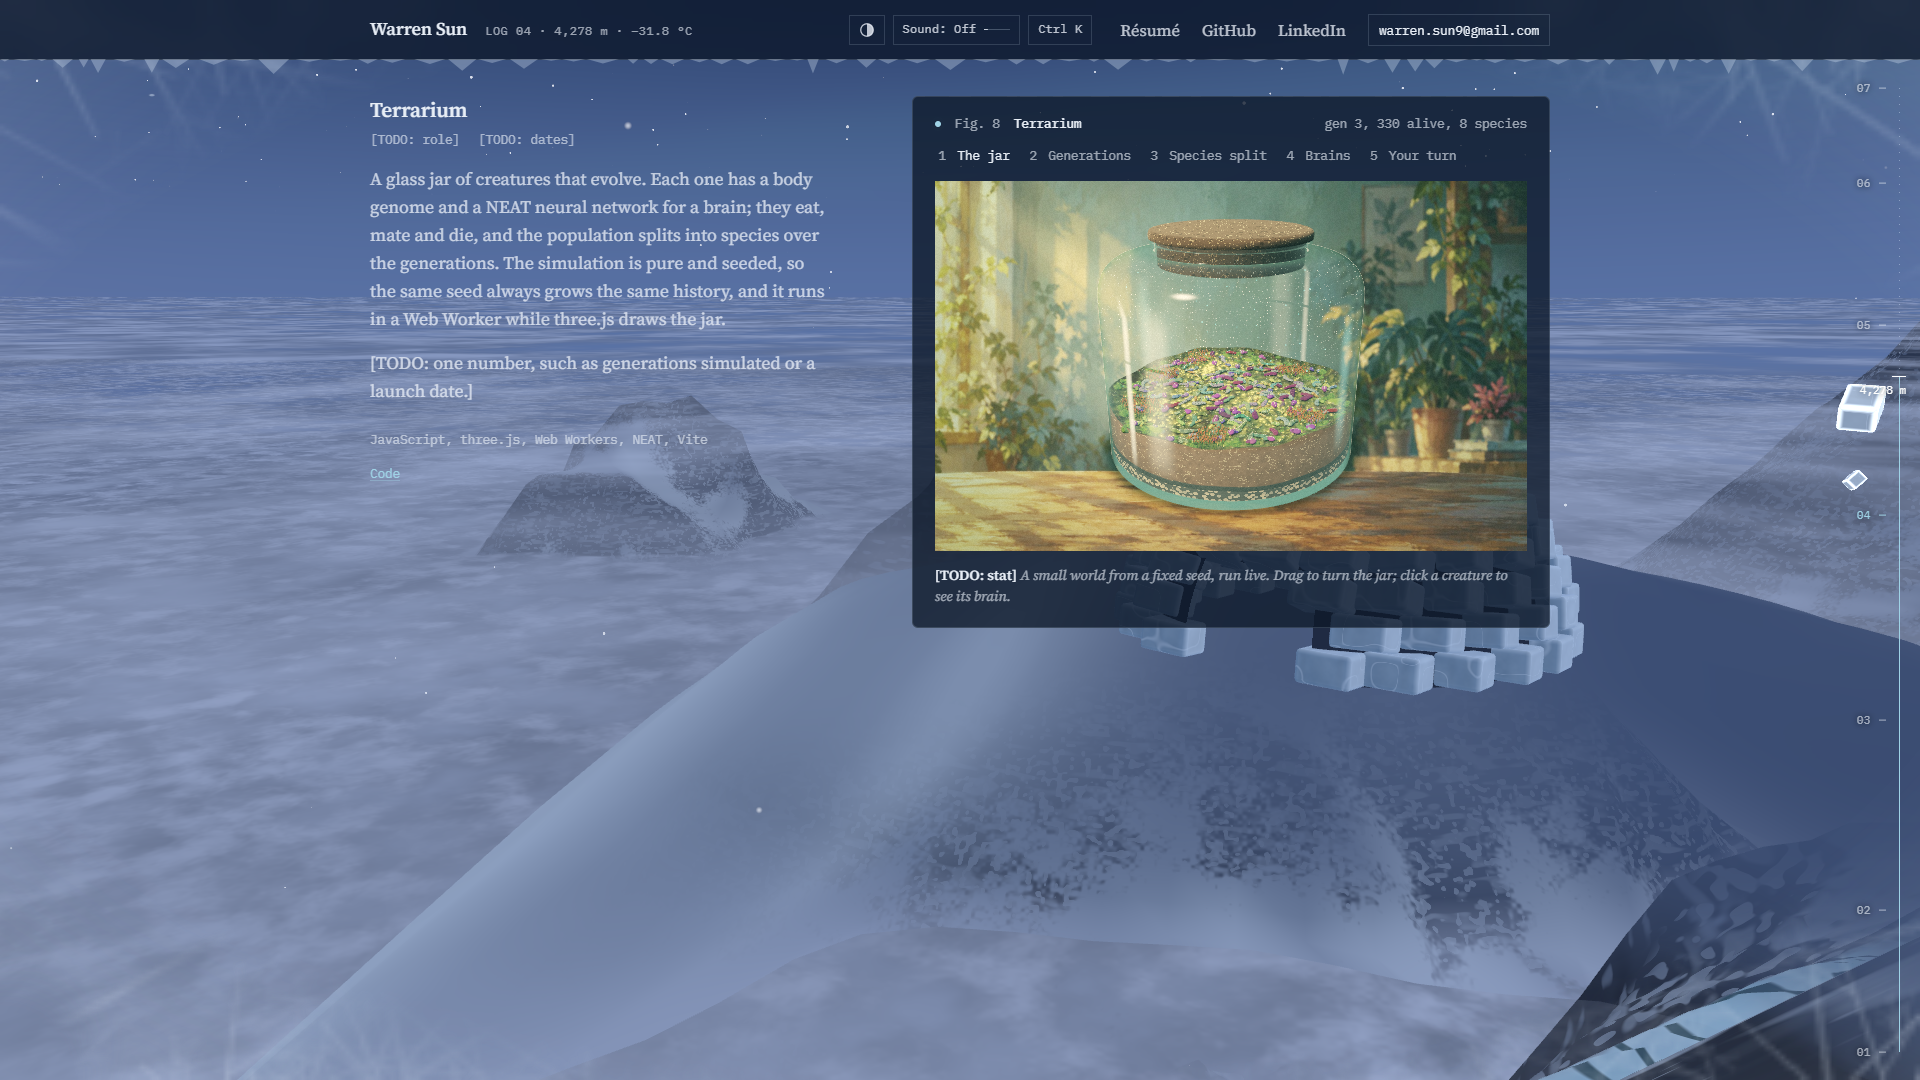 Warren Sun LOG 04 · 4,278 m · −31.8 °C Sound: Off Ctrl K Résumé GitHub LinkedIn warren.sun9@gmail.com
Terrarium
[TODO: role] [TODO: dates]
A glass jar of creatures that evolve. Each one has a body
genome and a NEAT neural network for a brain; they eat,
mate and die, and the population splits into species over
the generations. The simulation is pure and seeded, so
the same seed always grows the same history, and it runs
in a Web Worker while three.js draws the jar.
[TODO: one number, such as generations simulated or a
launch date.]
JavaScript, three.js, Web Workers, NEAT, Vite
Code
Fig. 8 Terrarium gen 3, 330 alive, 8 species
1 The jar 2 Generations 3 Species split 4 Brains 5 Your turn
[TODO: stat] A small world from a fixed seed, run live. Drag to turn the jar; click a creature to
see its brain.
07
06
05
4,278 m
04
03
02
01